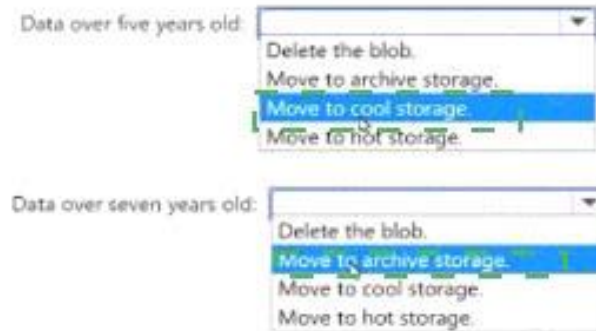 Data over five years old:
Delete the blob.
Move to archive storage.
Move to cool storage.
Move to hot storage.
Data over seven years old:
Delete the blob.
Move to archive storage.
Move to cool storage.
Move to hot storage.